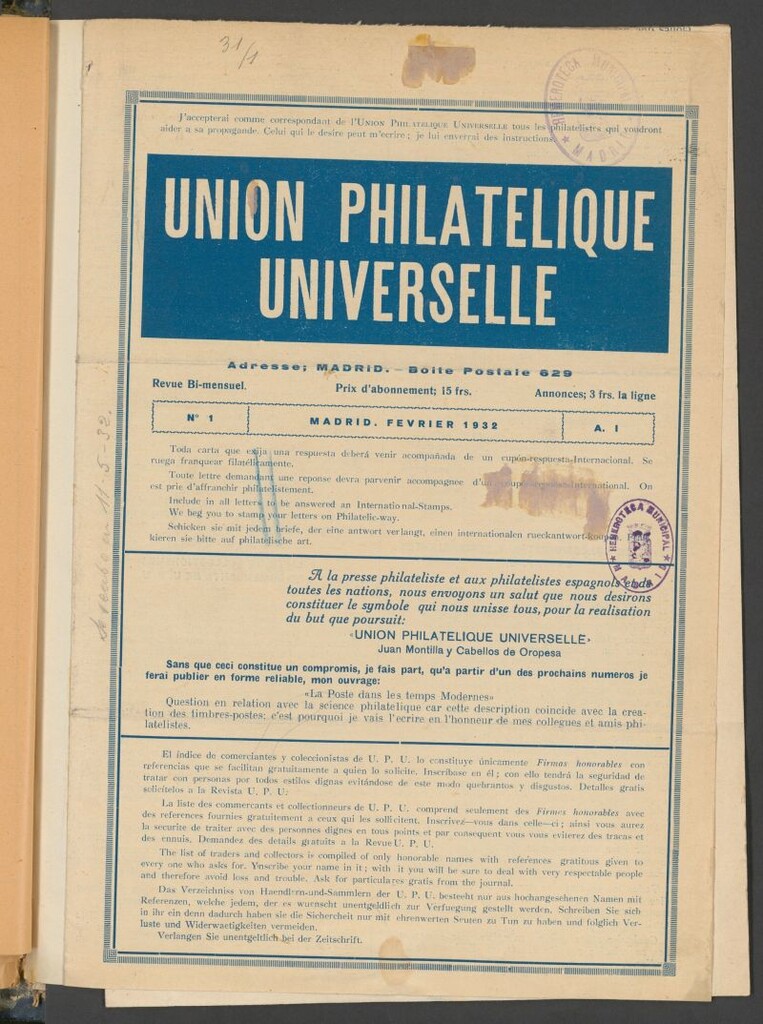 31/1
HEMEROTECA MUNICIPAL
★ MADRID ★
J'accepterai comme correspondant de l'UNION PHILATELIQUE UNIVERSELLE tous les philatelistes qui voudront
aider a sa propagande. Celui qui le desire peut m'ecrire; je lui enverrai des instructions.
UNION PHILATELIQUE
UNIVERSELLE
Adresse; MADRID. - Boite Postale 629
Revue Bi-mensuel. Prix d'abonnement; 15 frs. Annonces; 3 frs. la ligne
N° 1 MADRID. FEVRIER 1932 A. I
Toda carta que exija una respuesta deberá venir acompañada de un cupón-respuesta-Internacional. Se
ruega franquear filatélicamente.
Toute lettre demandant une reponse devra parvenir accompagnee d'un International. On
est prie d'affranchir philatelistement.
Include in all letters to be answered an International-Stamps.
We beg you to stamp your letters on Philatelic-way.
Schicken sie mit jedem briefe, der eine antwort verlangt, einen internationalen rueckantwort-
kieren sie bitte auf philatelische art.
HEMEROTECA MUNICIPAL
★ MADRID ★
A la presse philateliste et aux philatelistes espagnols et de
toutes les nations, nous envoyons un salut que nous desirons
constituer le symbole qui nous unisse tous, pour la realisation
du but que poursuit:
«UNION PHILATELIQUE UNIVERSELLE»
Juan Montilla y Cabellos de Oropesa
Sans que ceci constitue un compromis, je fais part, qu'a partir d'un des prochains numeros je
ferai publier en forme reliable, mon ouvrage:
«La Poste dans les temps Modernes»
Question en relation avec la science philatelique car cette description coincide avec la crea-
tion des timbres-postes; c'est pourquoi je vais l'ecrire en l'honneur de mes collegues et amis phi-
latelistes.
El índice de comerciantes y coleccionistas de U. P. U. lo constituye únicamente Firmas honorables con
referencias que se facilitan gratuitamente a quien lo solicite. Inscríbase en él; con ello tendrá la seguridad de
tratar con personas por todos estilos dignas evitándose de este modo quebrantos y disgustos. Detalles gratis
solicítelos a la Revista U. P. U:
La liste des commercants et collectionneurs de U. P. U. comprend seulement des Firmes honorables avec
des references fournies gratuitement a ceux qui les sollicitent. Inscrivez—vous dans celle—ci; ainsi vous aurez
la securite de traiter avec des personnes dignes en tous points et par consequent vous vous eviterez des tracas et
des ennuis. Demandez des details gratuits a la Revue U. P. U.
The list of traders and collectors is compiled of only honorable names with references gratitous given to
every one who asks for. Ynscribe your name in it; with it you will be sure to deal with very respectable people
and therefore avoid loss and trouble. Ask for particulares gratis from the journal.
Das Verzeichniss von Haendlern-und-Sammlern der U. P. U. besteht nur aus hochangesehenen Namen mit
Referenzen, welche jedem, der es wuenscht unentgeldlich zur Verfuegung gestellt werden. Schreiben Sie sich
in ihr ein denn dadurch haben sie die Sicherheit nur mit ehrenwerten Seuten zu Tun zu haben und folglich Ver-
luste und Widerwaetigkeiten vermeiden.
Verlangen Sie unentgeltlich bei der Zeitschrift.